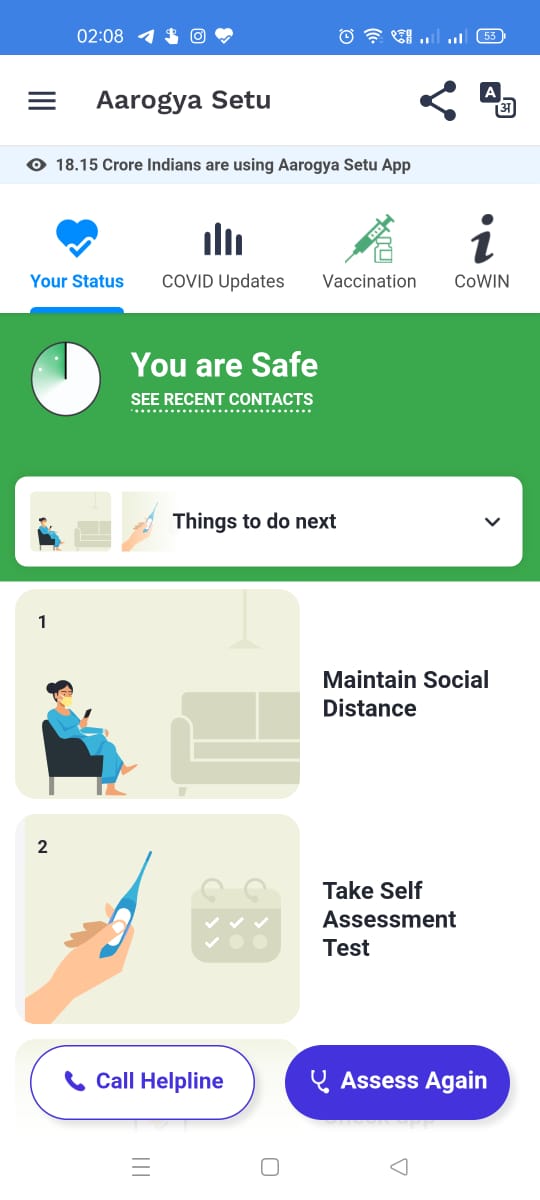 02:08
53
Aarogya Setu
A
अ
18.15 Crore Indians are using Aarogya Setu App
Your Status
COVID Updates
Vaccination
CoWIN
You are Safe
SEE RECENT CONTACTS
Things to do next
1
Maintain Social
Distance
2
Take Self
Assessment
Test
Call Helpline
Assess Again